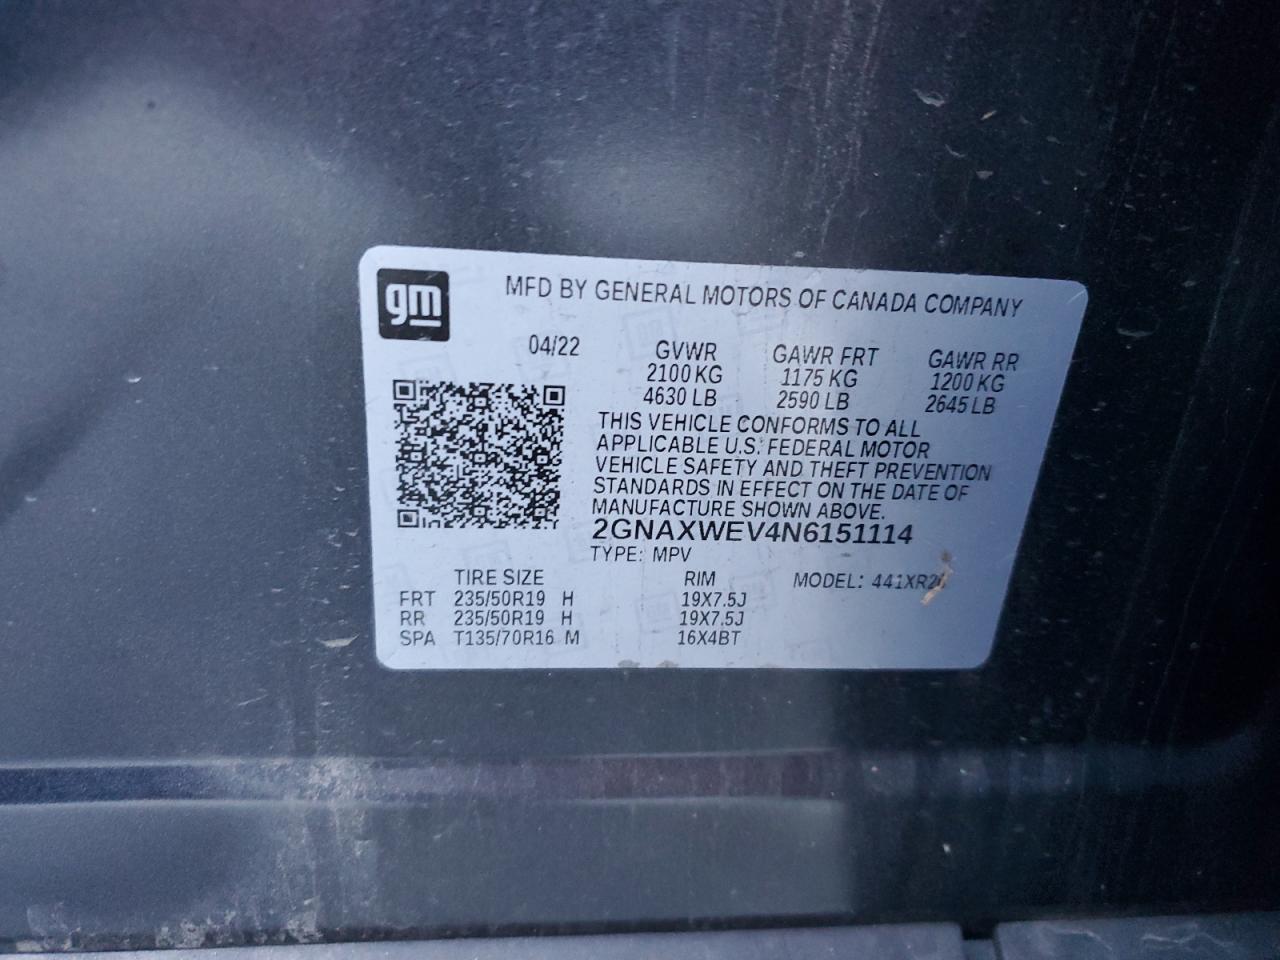 gm
MFD BY GENERAL MOTORS OF CANADA COMPANY
04/22 GVWR GAWR FRT GAWR RR
2100 KG 1175 KG 1200 KG
4630 LB 2590 LB 2645 LB
THIS VEHICLE CONFORMS TO ALL
APPLICABLE U.S. FEDERAL MOTOR
VEHICLE SAFETY AND THEFT PREVENTION
STANDARDS IN EFFECT ON THE DATE OF
MANUFACTURE SHOWN ABOVE.
2GNAXWEV4N6151114
TYPE: MPV
TIRE SIZE RIM MODEL:
FRT 235/50R19 H 19X7.5J
RR 235/50R19 H 19X7.5J
SPA T135/70R16 M 16X4BT